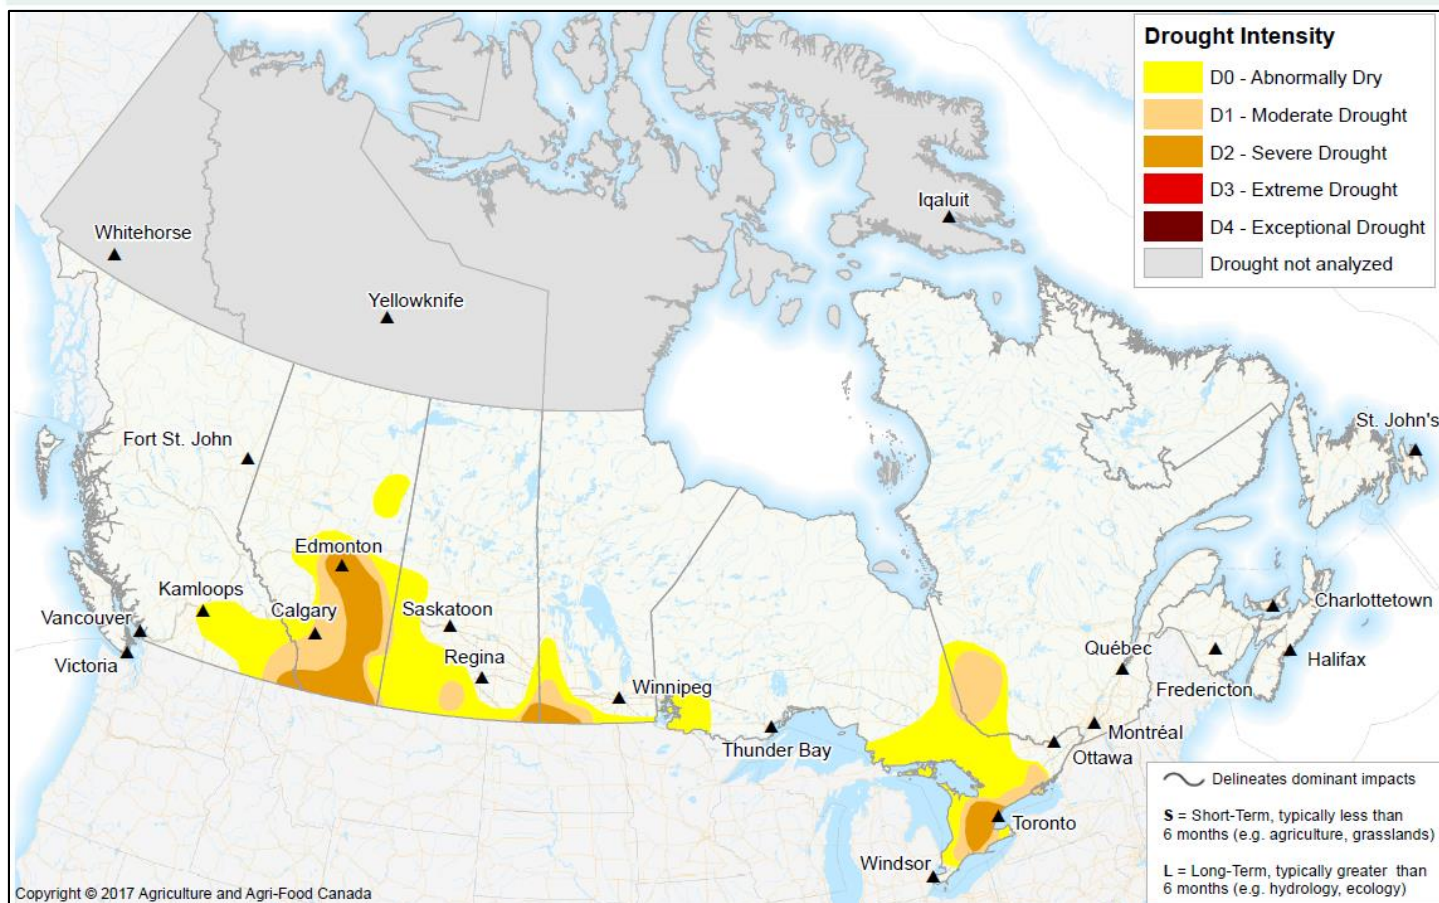 Drought Intensity
D0 - Abnormally Dry
D1 - Moderate Drought
D2 - Severe Drought
D3 - Extreme Drought
D4 - Exceptional Drought
Drought not analyzed
Iqaluit
Whitehorse
Yellowknife
Fort St. John
St. John's
Edmonton
Kamloops
Calgary
Saskatoon
Vancouver
Charlottetown
Victoria
Regina
Québec
Halifax
Winnipeg
Fredericton
Thunder Bay
Montréal
Ottawa
Toronto
Windsor
Delineates dominant impacts
S = Short-Term, typically less than
6 months (e.g. agriculture, grasslands)
L = Long-Term, typically greater than
6 months (e.g. hydrology, ecology)
Copyright © 2017 Agriculture and Agri-Food Canada